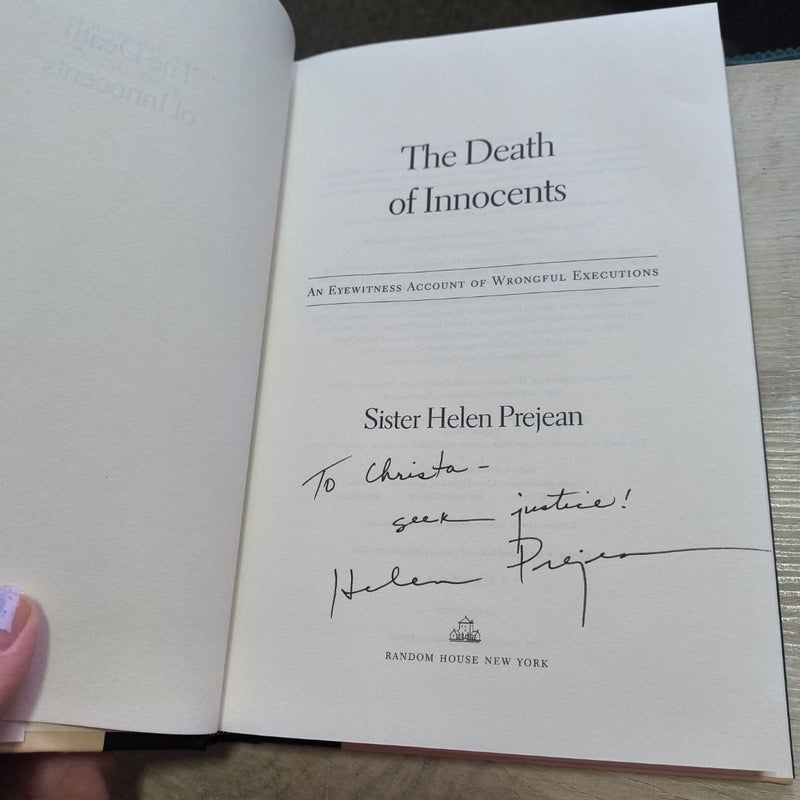 The Death
of Innocents
An Eyewitness Account of Wrongful Executions
Sister Helen Prejean
To Christa -
seek justice!
Helen Prejean
RANDOM HOUSE NEW YORK